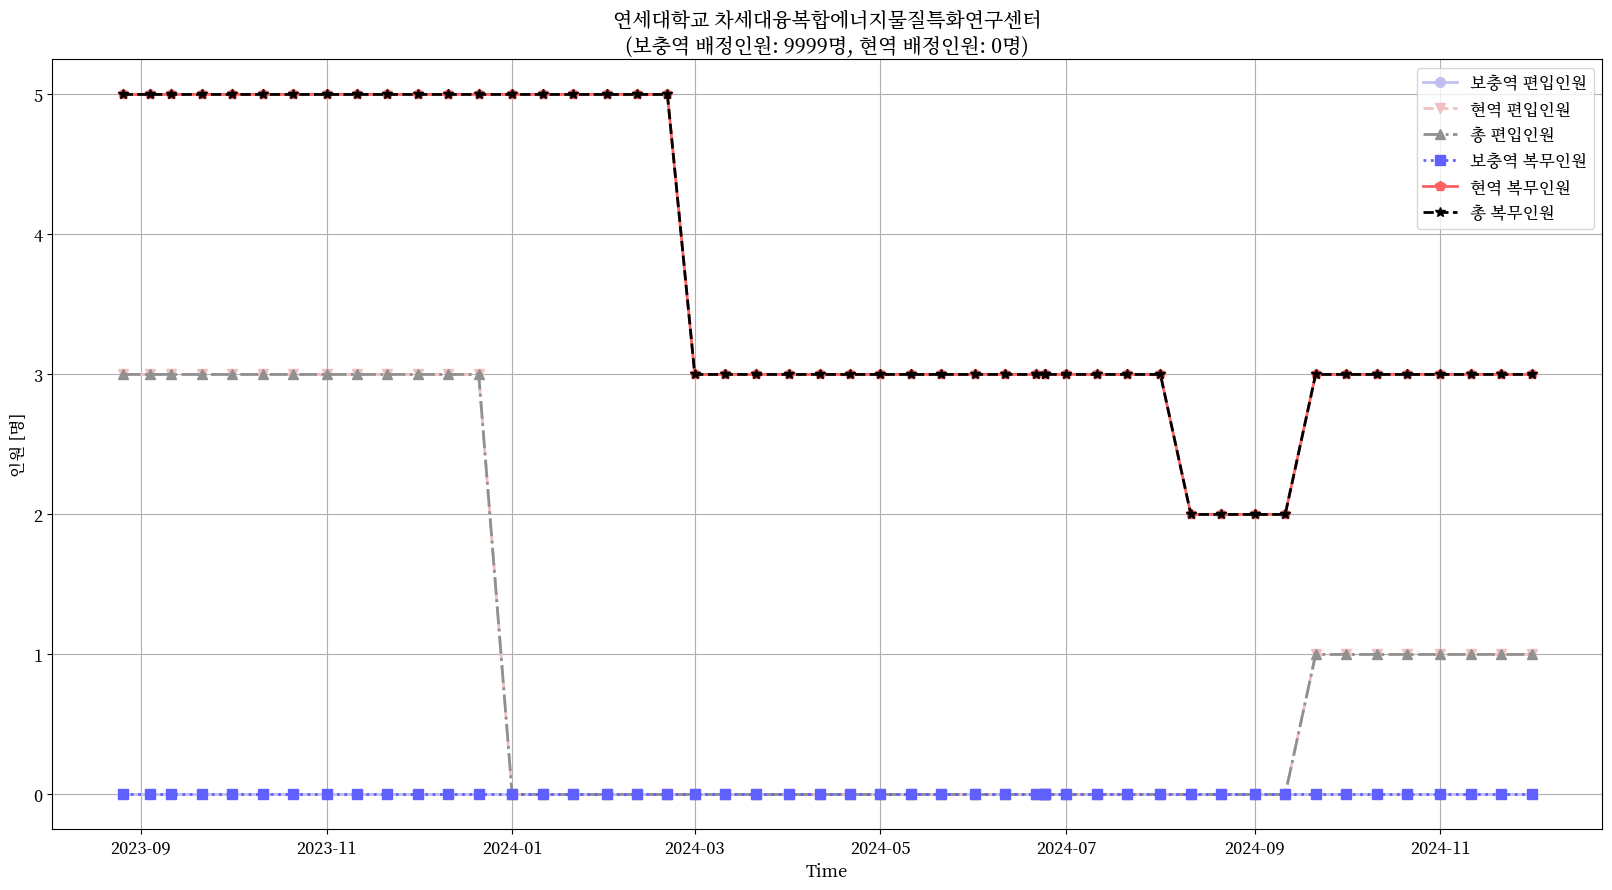 연세대학교 차세대융복합에너지물질특화연구센터
(보충역 배정인원: 9999명, 현역 배정인원: 0명)
보충역 편입인원
현역 편입인원
총 편입인원
보충역 복무인원
현역 복무인원
총 복무인원
인원 [명]
5
4
3
2
1
0
2023-09
2023-11
2024-01
2024-03
2024-05
2024-07
2024-09
2024-11
Time